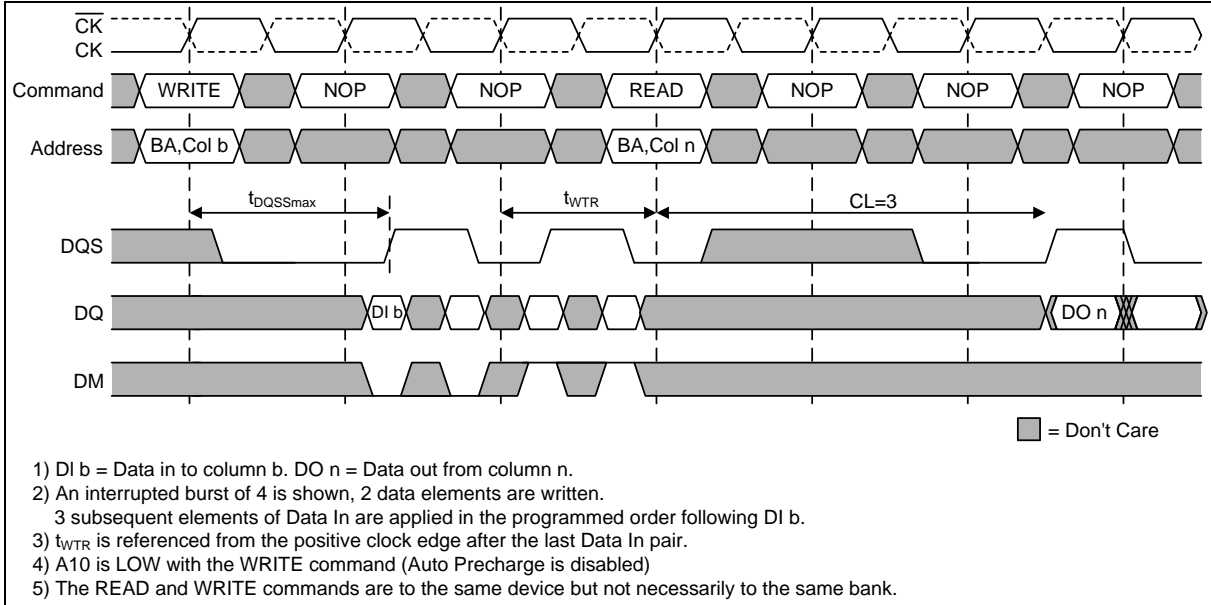 CK
CK
Command WRITE NOP NOP READ NOP NOP NOP
Address BA,Col b BA,Col n
tDQSSmax tWTR CL=3
DQS
DQ DI b DO n
DM
= Don't Care
1) DI b = Data in to column b. DO n = Data out from column n.
2) An interrupted burst of 4 is shown, 2 data elements are written.
3 subsequent elements of Data In are applied in the programmed order following DI b.
3) tWTR is referenced from the positive clock edge after the last Data In pair.
4) A10 is LOW with the WRITE command (Auto Precharge is disabled)
5) The READ and WRITE commands are to the same device but not necessarily to the same bank.